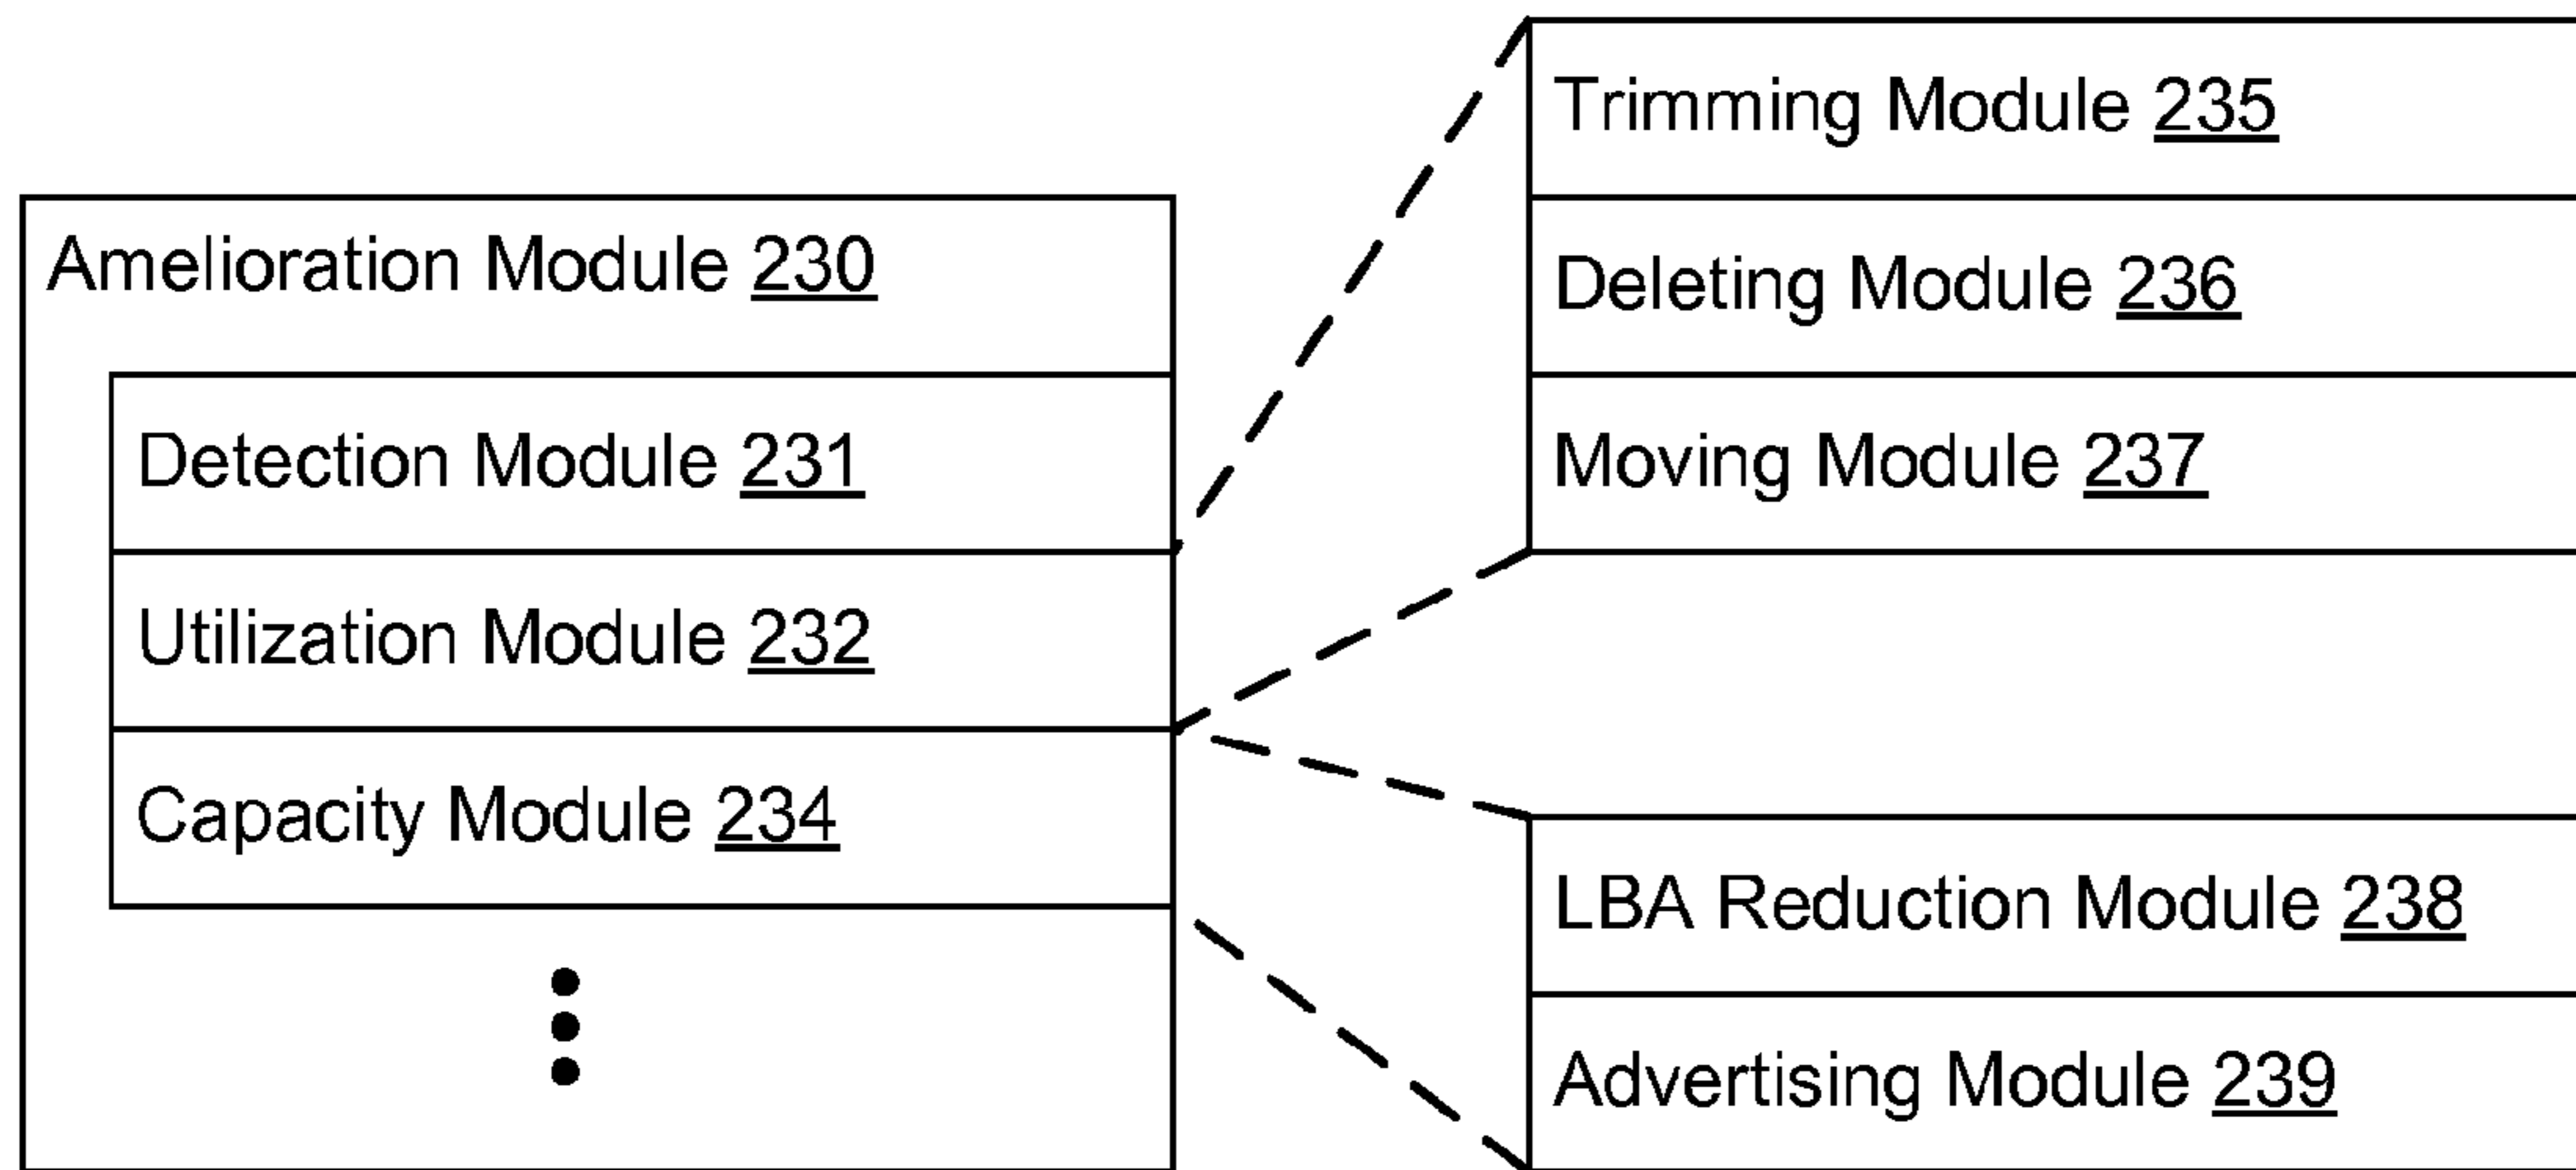 Amelioration Module 230
Detection Module 231
Utilization Module 232
Capacity Module 234
Trimming Module 235
Deleting Module 236
Moving Module 237
LBA Reduction Module 238
Advertising Module 239